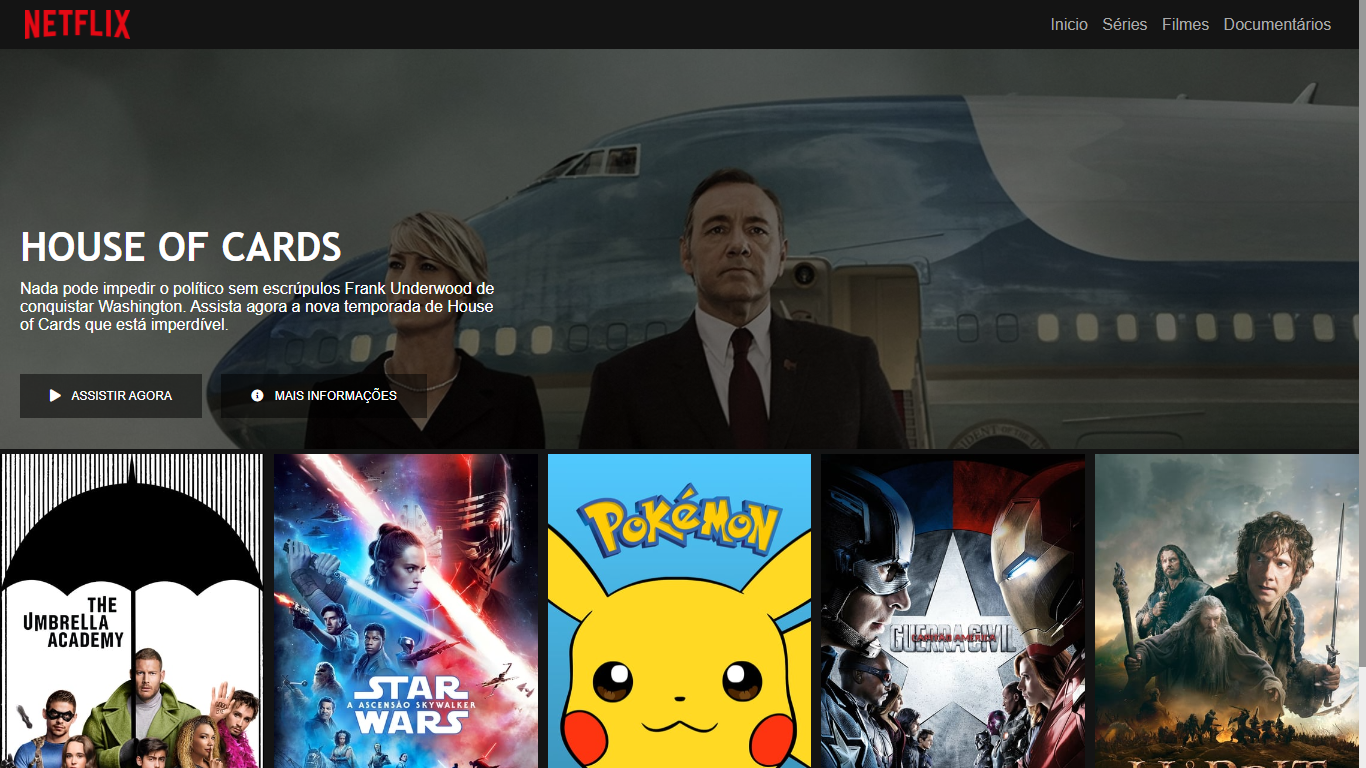 NETFLIX
Inicio Séries Filmes Documentários
HOUSE OF CARDS
Nada pode impedir o político sem escrúpulos Frank Underwood de
conquistar Washington. Assista agora a nova temporada de House
of Cards que está imperdível.
ASSISTIR AGORA
MAIS INFORMAÇÕES
THE
UMBRELLA
ACADEMY
STAR
A ASCENSÃO SKYWALKER
WARS
POKéMON
GUERRA CIVIL
CAPITÃO AMERICA